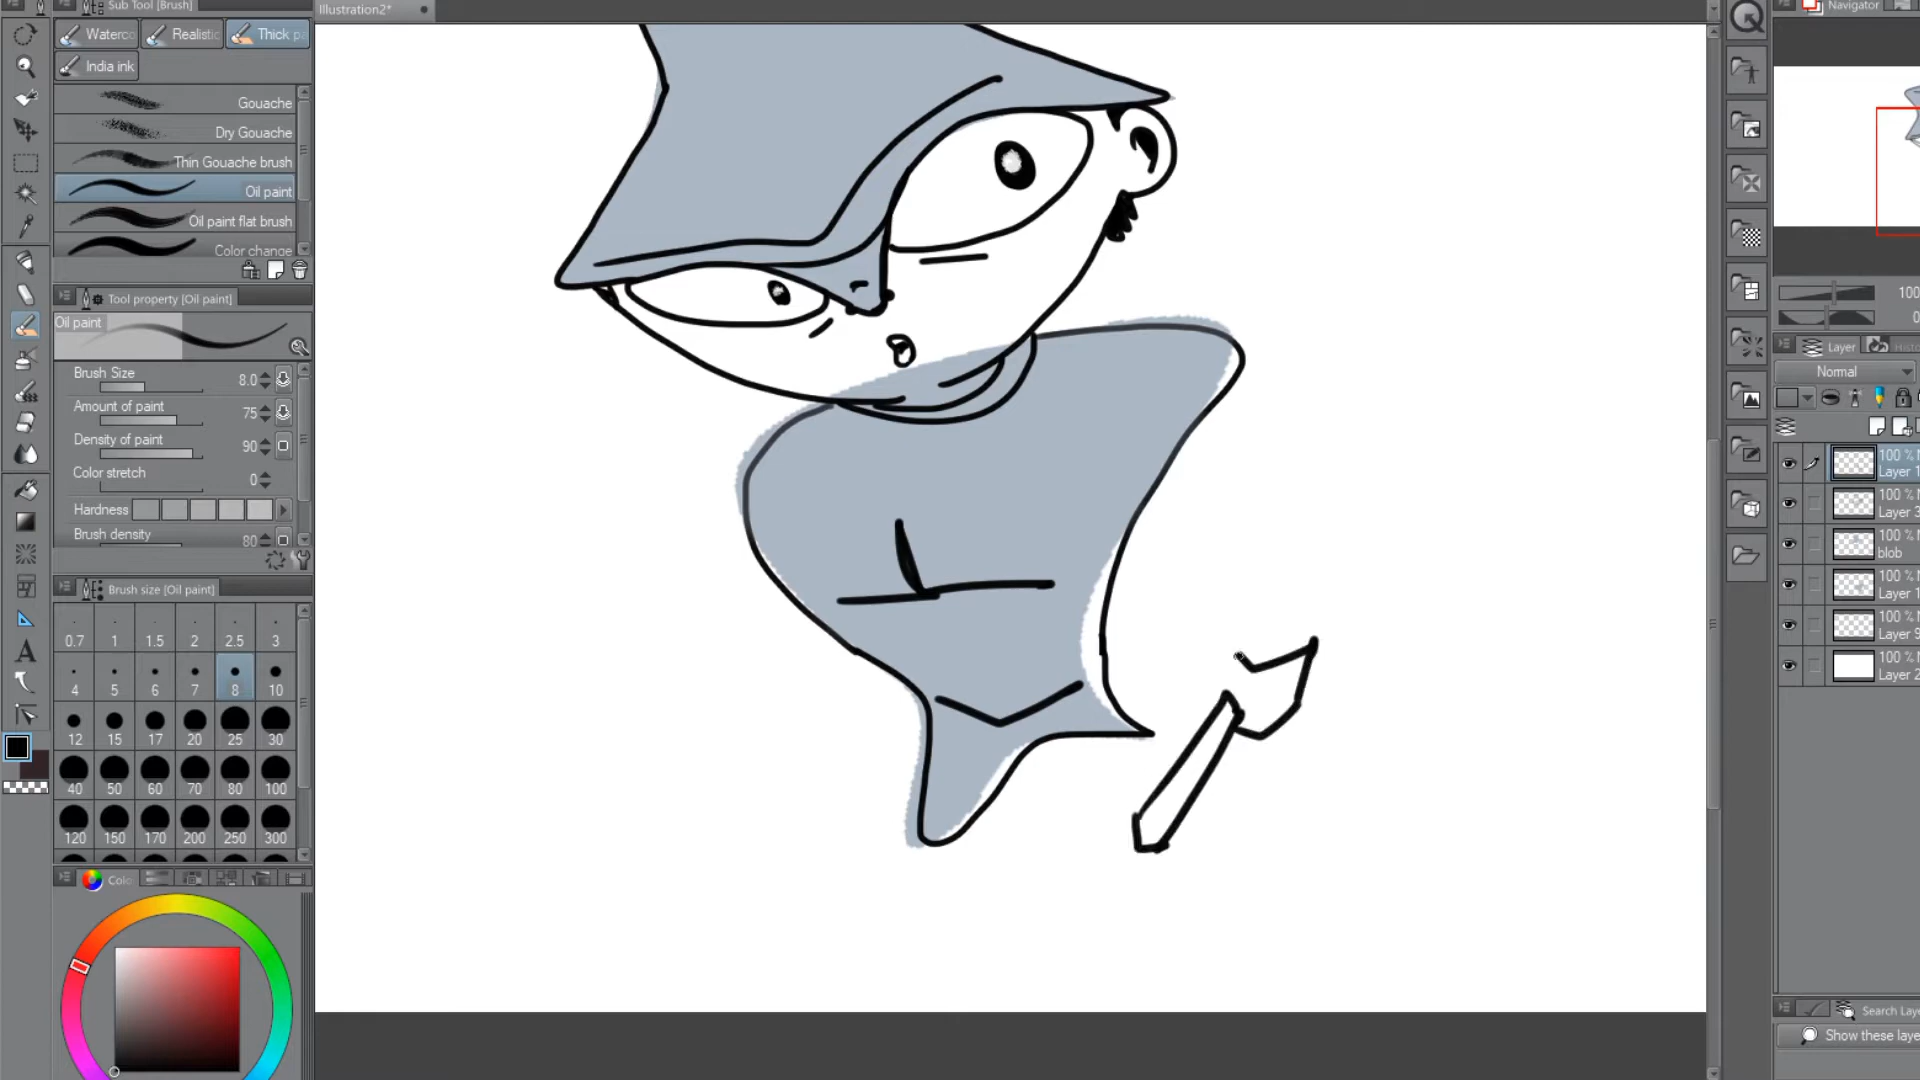 Sub Tool [Brush]
Illustration2*
Navigator
Waterco
Realistic
Thick pa
India ink
Gouache
Dry Gouache
Thin Gouache brush
Oil paint
Oil paint flat brush
Color change
Tool property [Oil paint]
Oil paint
Brush Size 8.0
Amount of paint 75
Density of paint 90
Color stretch 0
Hardness
Brush density 80
Brush size [Oil paint]
0.7 1 1.5 2 2.5 3
4 5 6 7 8 10
12 15 17 20 25 30
40 50 60 70 80 100
120 150 170 200 250 300
Colo
100
0
Layer Histo
Normal
100 % N
Layer 1
100 % N
Layer 3
100 % N
blob
100 % N
Layer 1
100 % N
Layer 9
100 % N
Layer 2
Search Laye
Show these laye